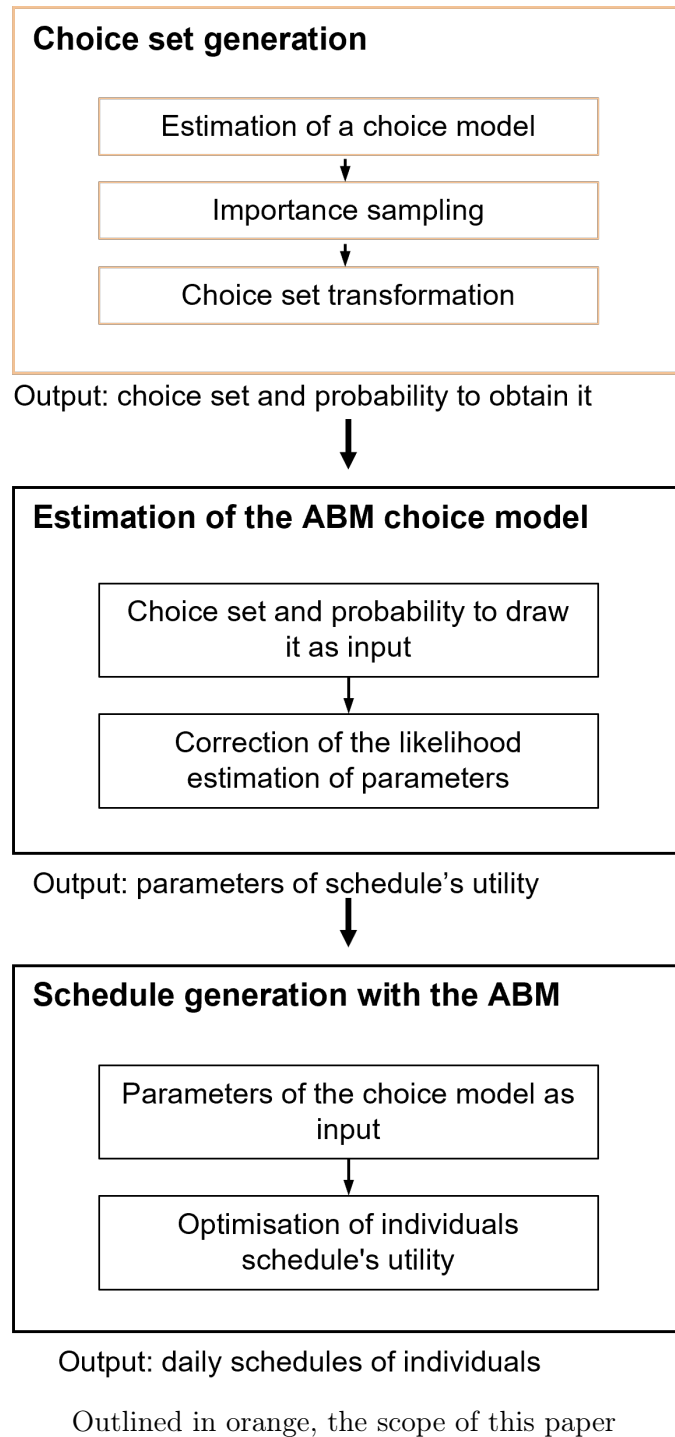 Choice set generation
Estimation of a choice model
Importance sampling
Choice set transformation
Output: choice set and probability to obtain it
Estimation of the ABM choice model
Choice set and probability to draw
it as input
Correction of the likelihood
estimation of parameters
Output: parameters of schedule’s utility
Schedule generation with the ABM
Parameters of the choice model as
input
Optimisation of individuals
schedule's utility
Output: daily schedules of individuals
Outlined in orange, the scope of this paper